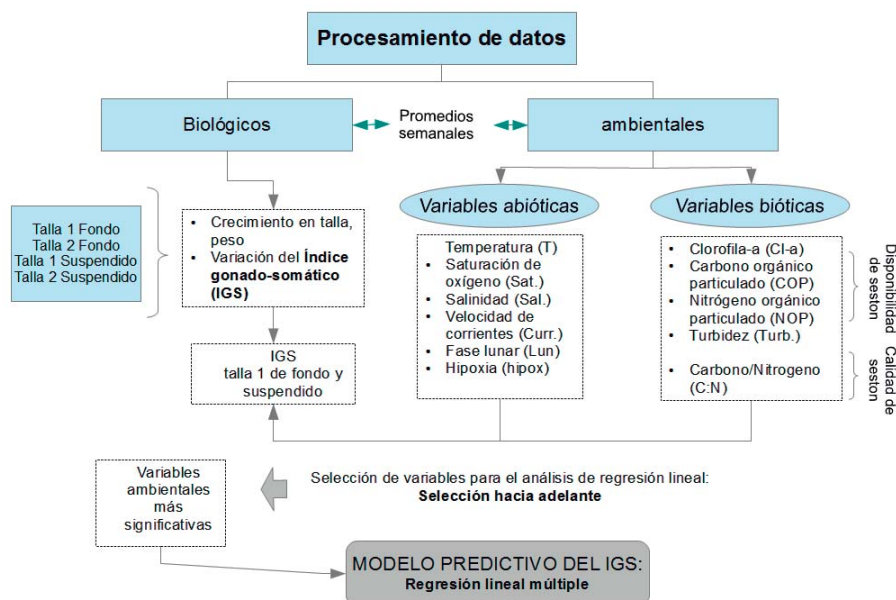 Procesamiento de datos
Biológicos
Promedios
semanales
ambientales
Talla 1 Fondo
Talla 2 Fondo
Talla 1 Suspendido
Talla 2 Suspendido
• Crecimiento en talla,
peso
• Variación del Índice
gonado-somático
(IGS)
IGS
talla 1 de fondo y
suspendido
Variables abióticas
Temperatura (T)
• Saturación de
oxígeno (Sat.)
• Salinidad (Sal.)
• Velocidad de
corrientes (Curr.)
• Fase lunar (Lun)
• Hipoxia (hipox)
Variables bióticas
• Clorofila-a (Cl-a)
• Carbono orgánico
particulado (COP)
• Nitrógeno orgánico
particulado (NOP)
• Turbidez (Turb.)
• Carbono/Nitrogeno
(C:N)
Disponibilidad
de seston
Calidad de
seston
Variables
ambientales
más
significativas
Selección de variables para el análisis de regresión lineal:
Selección hacia adelante
MODELO PREDICTIVO DEL IGS:
Regresión lineal múltiple